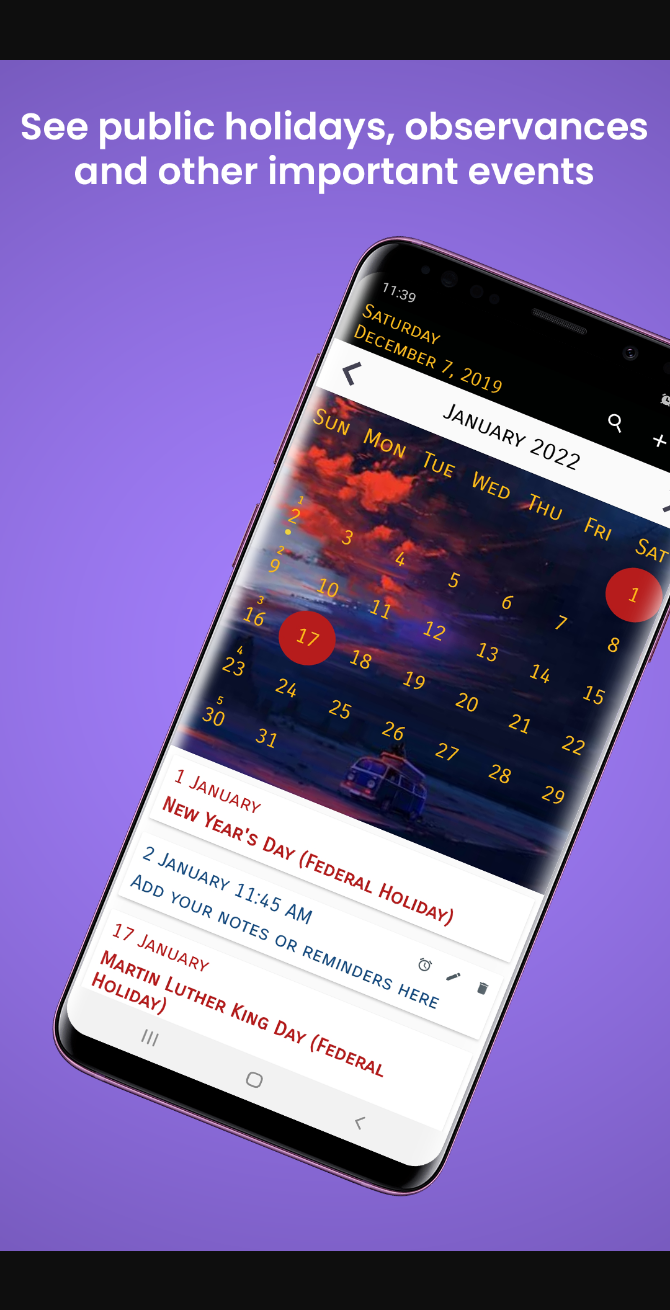 See public holidays, observances
and other important events
11:39
Saturday
December 7, 2019
January 2022
Sun Mon Tue Wed Thu Fri Sat
1
1
2 3 4 5 6 7 8
2
9 10 11 12 13 14 15
3
16 17 18 19 20 21 22
4
23 24 25 26 27 28 29
5
30 31
1 January
New Year's Day (Federal Holiday)
2 January 11:45 AM
Add your notes or reminders here
17 January
Martin Luther King Day (Federal
Holiday)